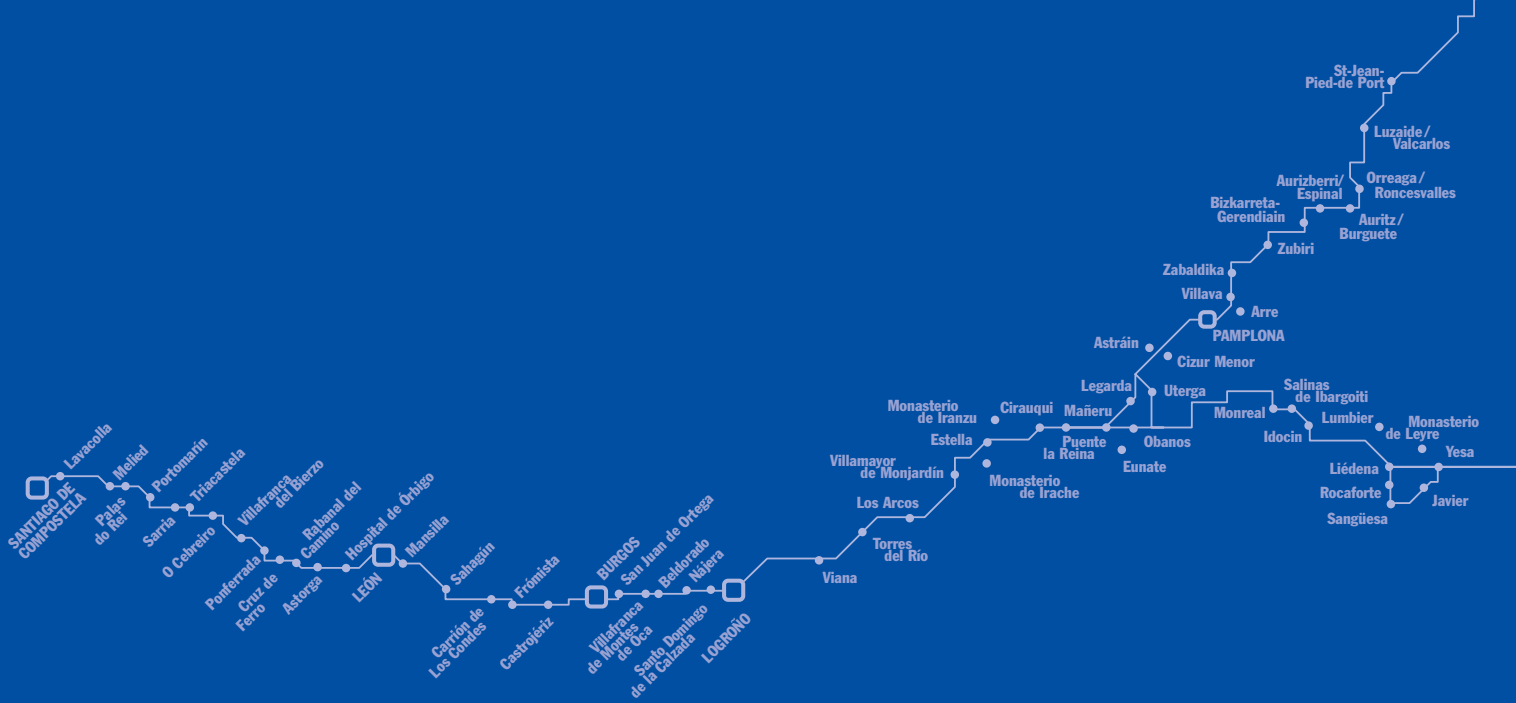 St-Jean-
Pied-de Port
Luzaide/
Valcarlos
Aurizberri/
Espinal
Orreaga/
Roncesvalles
Bizkarreta-
Gerendiain
Auritz/
Burguete
Zubiri
Zabaldika
Villava
Arre
PAMPLONA
Astráin
Cizur Menor
Legarda
Uterga
Salinas
de Ibargoiti
Monreal
Lumbier
Monasterio
de Leyre
Idocin
Yesa
Liédena
Rocaforte
Javier
Sangüesa
Monasterio
de Iranzu
Cirauqui
Mañeru
Estella
Puente
la Reina
Obanos
Eunate
Villamayor
de Monjardín
Monasterio
de Irache
Los Arcos
Torres
del Río
Viana
LOGROÑO
Nájera
Santo Domingo
de la Calzada
Beldorado
Villafranca
de Montes
de Oca
San Juan de Ortega
BURGOS
Castrojériz
Frómista
Carrión de
Los Condes
Sahagún
Mansilla
LEÓN
Hospital de Órbigo
Astorga
Rabanal del
Camino
Cruz de
Ferro
Ponferrada
Villafranca
del Bierzo
O Cebreiro
Triacastela
Sarria
Portomarín
Palas
do Rei
Melied
Lavacolla
SANTIAGO DE
COMPOSTELA